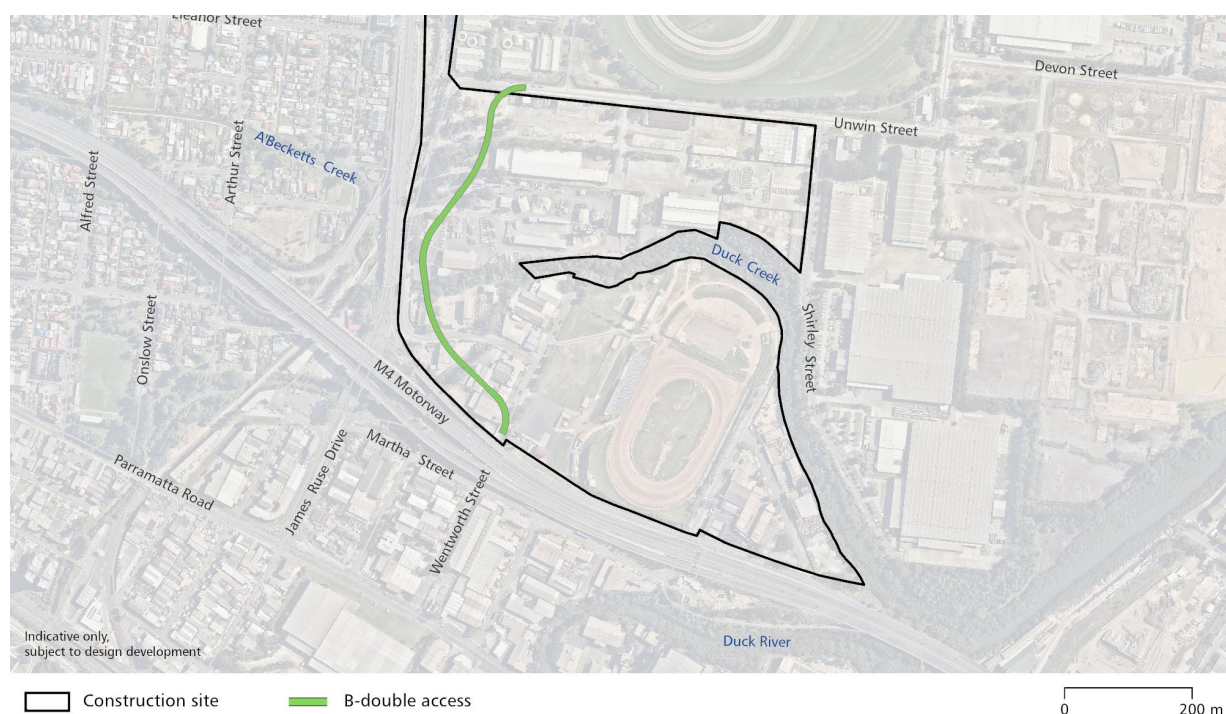 Eleanor Street
Devon Street
Unwin Street
A'Becketts Creek
Arthur Street
Alfred Street
Duck Creek
Shirley Street
Onslow Street
M4 Motorway
Martha Street
Parramatta Road
James Ruse Drive
Wentworth Street
Duck River
Indicative only,
subject to design development
Construction site
B-double access
0
200 m